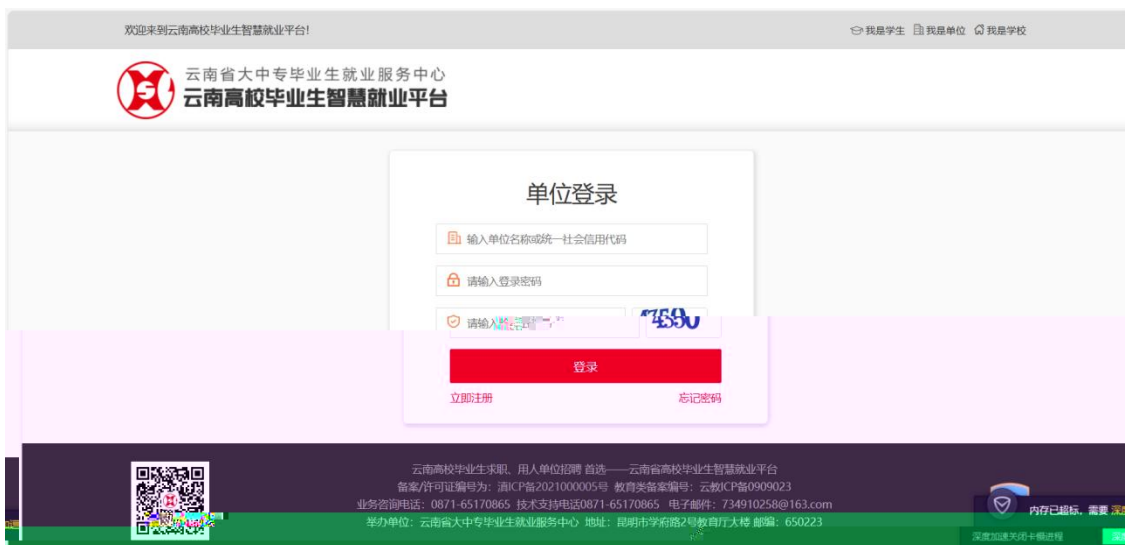 欢迎来到云南高校毕业生智慧就业平台!
我是学生 我是单位 我是学校
云南省大中专毕业生就业服务中心
云南高校毕业生智慧就业平台
单位登录
输入单位名称或统一社会信用代码
请输入登录密码
请输入
登录
立即注册 忘记密码
云南高校毕业生求职、用人单位招聘 首选——云南省高校毕业生智慧就业平台
备案/许可证编号为：滇ICP备2021000005号 教育类备案编号：云教ICP备0909023
业务咨询电话：0871-65170865 技术支持电话0871-65170865 电子邮件：734910258@163.com
举办单位：云南省大中专毕业生就业服务中心 地址：昆明市学府路2号教育厅大楼 邮编：650223
内存已超标，需要
深度加速关闭卡慢进程